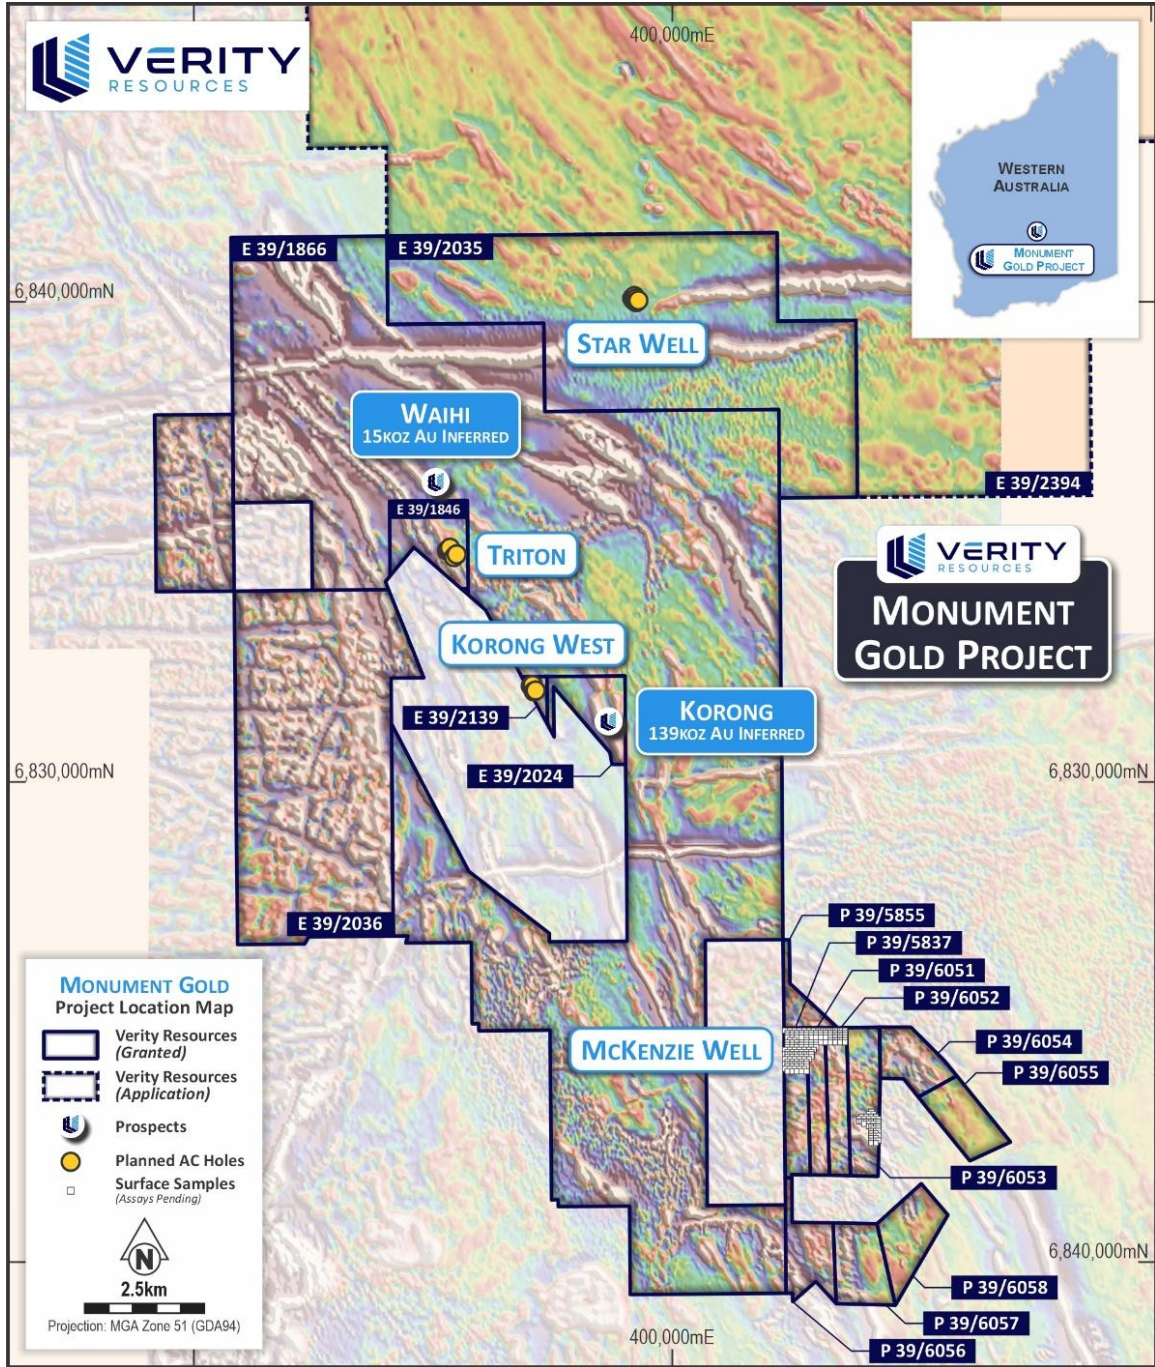 VERITY
RESOURCES
400,000mE
WESTERN
AUSTRALIA
MONUMENT
GOLD PROJECT
E 39/1866
E 39/2035
6,840,000mN
STAR WELL
WAIHI
15KOZ AU INFERRED
E 39/2394
E 39/1846
TRITON
VERITY
RESOURCES
MONUMENT
GOLD PROJECT
KORONG WEST
KORONG
139KOZ AU INFERRED
E 39/2139
E 39/2024
6,830,000mN
6,830,000mN
E 39/2036
P 39/5855
P 39/5837
P 39/6051
P 39/6052
MCKENZIE WELL
P 39/6054
P 39/6055
P 39/6053
6,840,000mN
P 39/6058
P 39/6057
P 39/6056
400,000mE
MONUMENT GOLD
Project Location Map
Verity Resources
(Granted)
Verity Resources
(Application)
Prospects
Planned AC Holes
Surface Samples
(Assays Pending)
N
2.5km
Projection: MGA Zone 51 (GDA94)